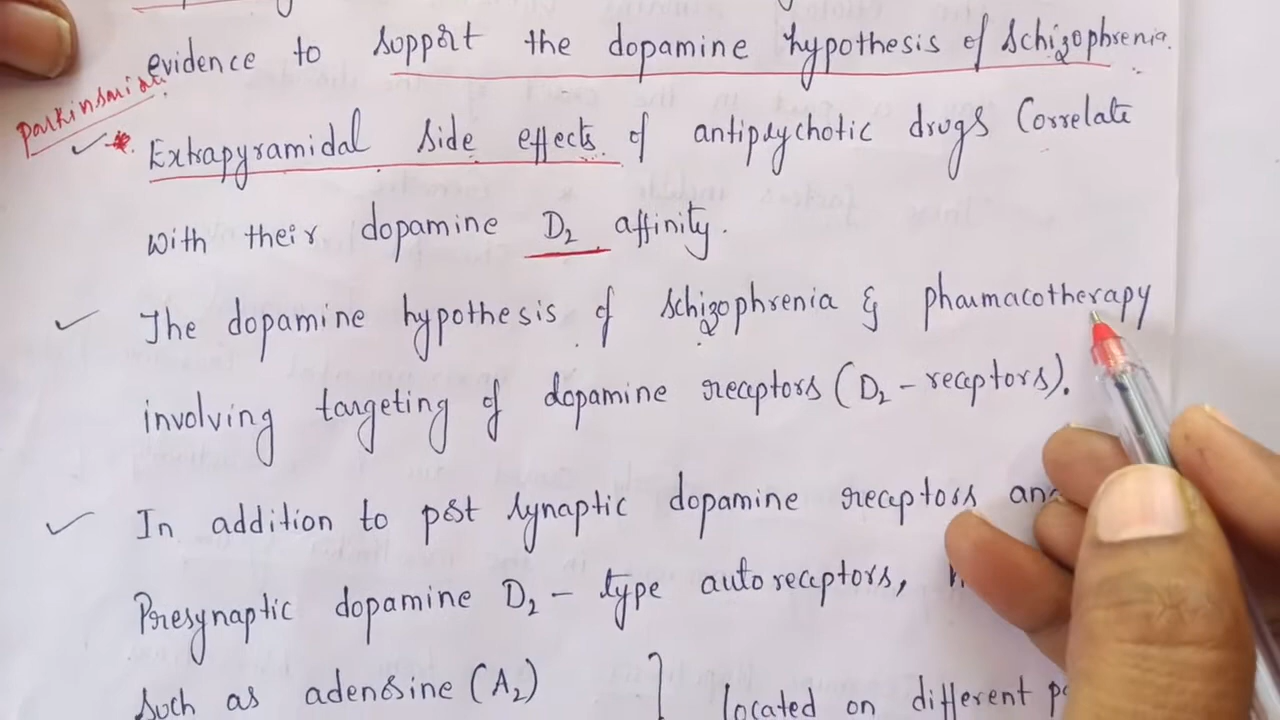 evidence to support the dopamine hypothesis of schizophrenia.
Parkinsonian
* Extrapyramidal side effects of antipsychotic drugs Correlate
with their dopamine D₂ affinity.
The dopamine hypothesis of schizophrenia & pharmacotherapy
involving targeting of dopamine receptors (D₂ - receptors).
In addition to post synaptic dopamine receptors
Presynaptic dopamine D₂ - type autoreceptors,
Such as adenosine (A₂)
located on different